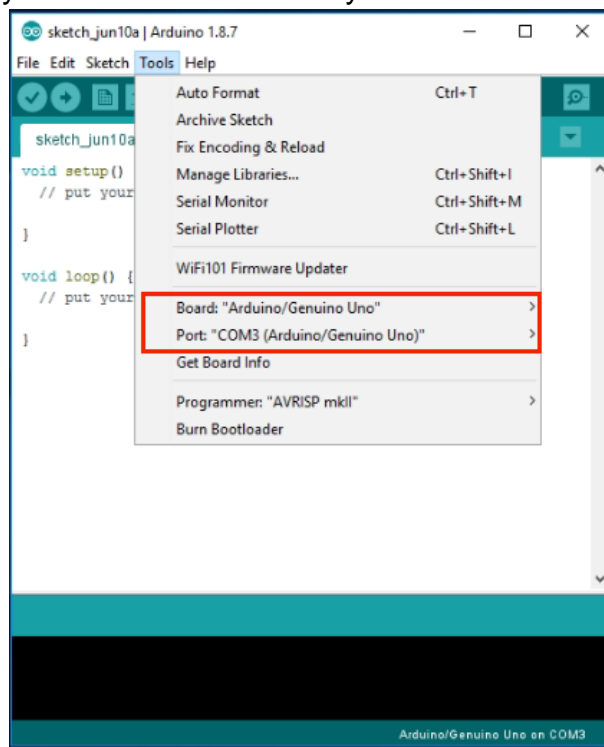 sketch_jun10a | Arduino 1.8.7
File Edit Sketch Tools Help
sketch_jun10a
Auto Format Ctrl+T
Archive Sketch
Fix Encoding & Reload
Manage Libraries... Ctrl+Shift+I
Serial Monitor Ctrl+Shift+M
Serial Plotter Ctrl+Shift+L
WiFi101 Firmware Updater
Board: "Arduino/Genuino Uno"
Port: "COM3 (Arduino/Genuino Uno)"
Get Board Info
Programmer: "AVRISP mkII"
Burn Bootloader
void setup()
// put your
}
void loop() {
// put your
}
Arduino/Genuino Uno on COM3